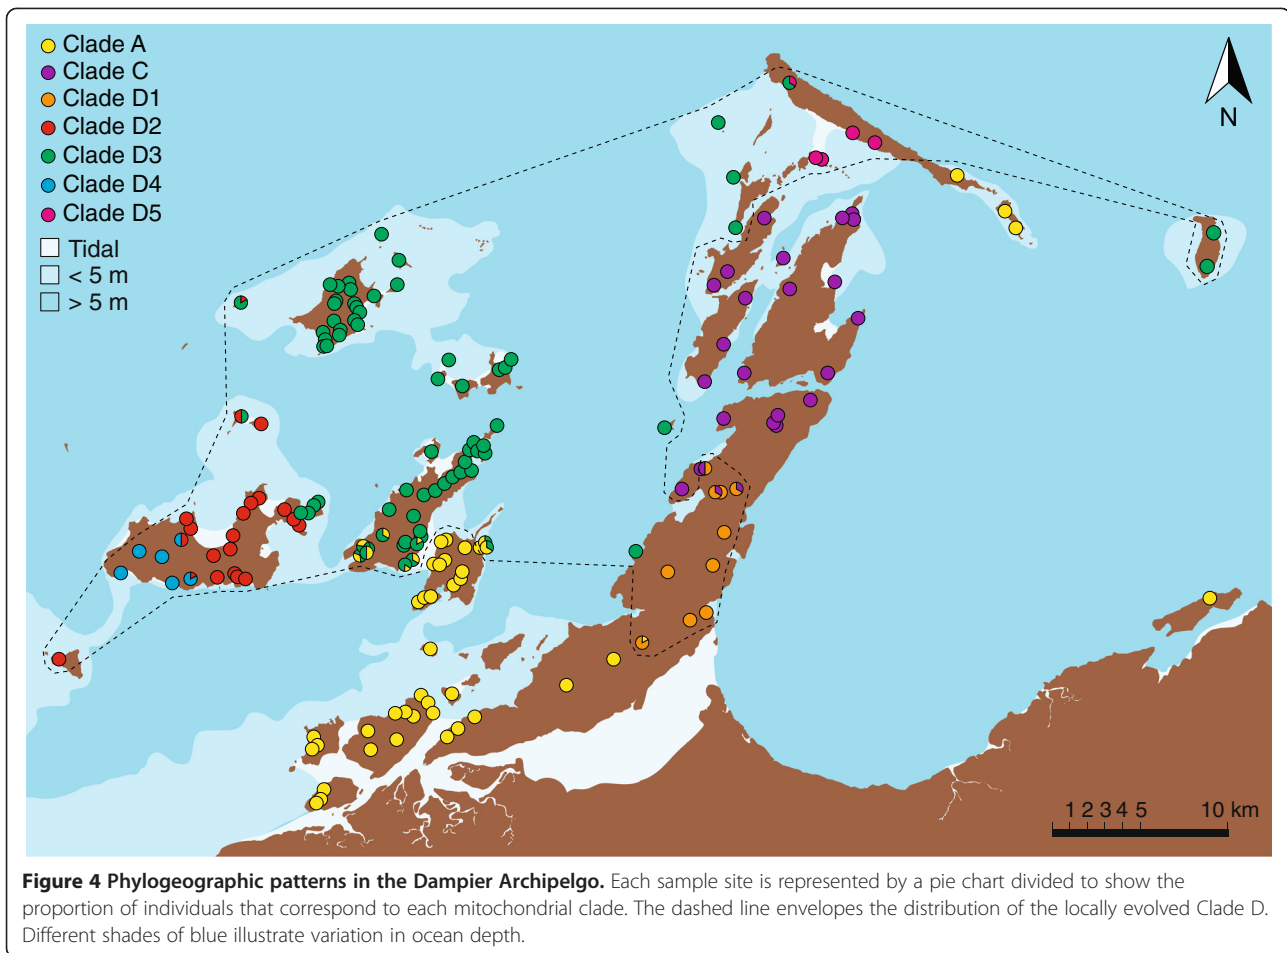 Clade A
Clade C
Clade D1
Clade D2
Clade D3
Clade D4
Clade D5
Tidal
< 5 m
> 5 m
N
1 2 3 4 5 10 km
Figure 4 Phylogeographic patterns in the Dampier Archipelgo. Each sample site is represented by a pie chart divided to show the
proportion of individuals that correspond to each mitochondrial clade. The dashed line envelopes the distribution of the locally evolved Clade D.
Different shades of blue illustrate variation in ocean depth.